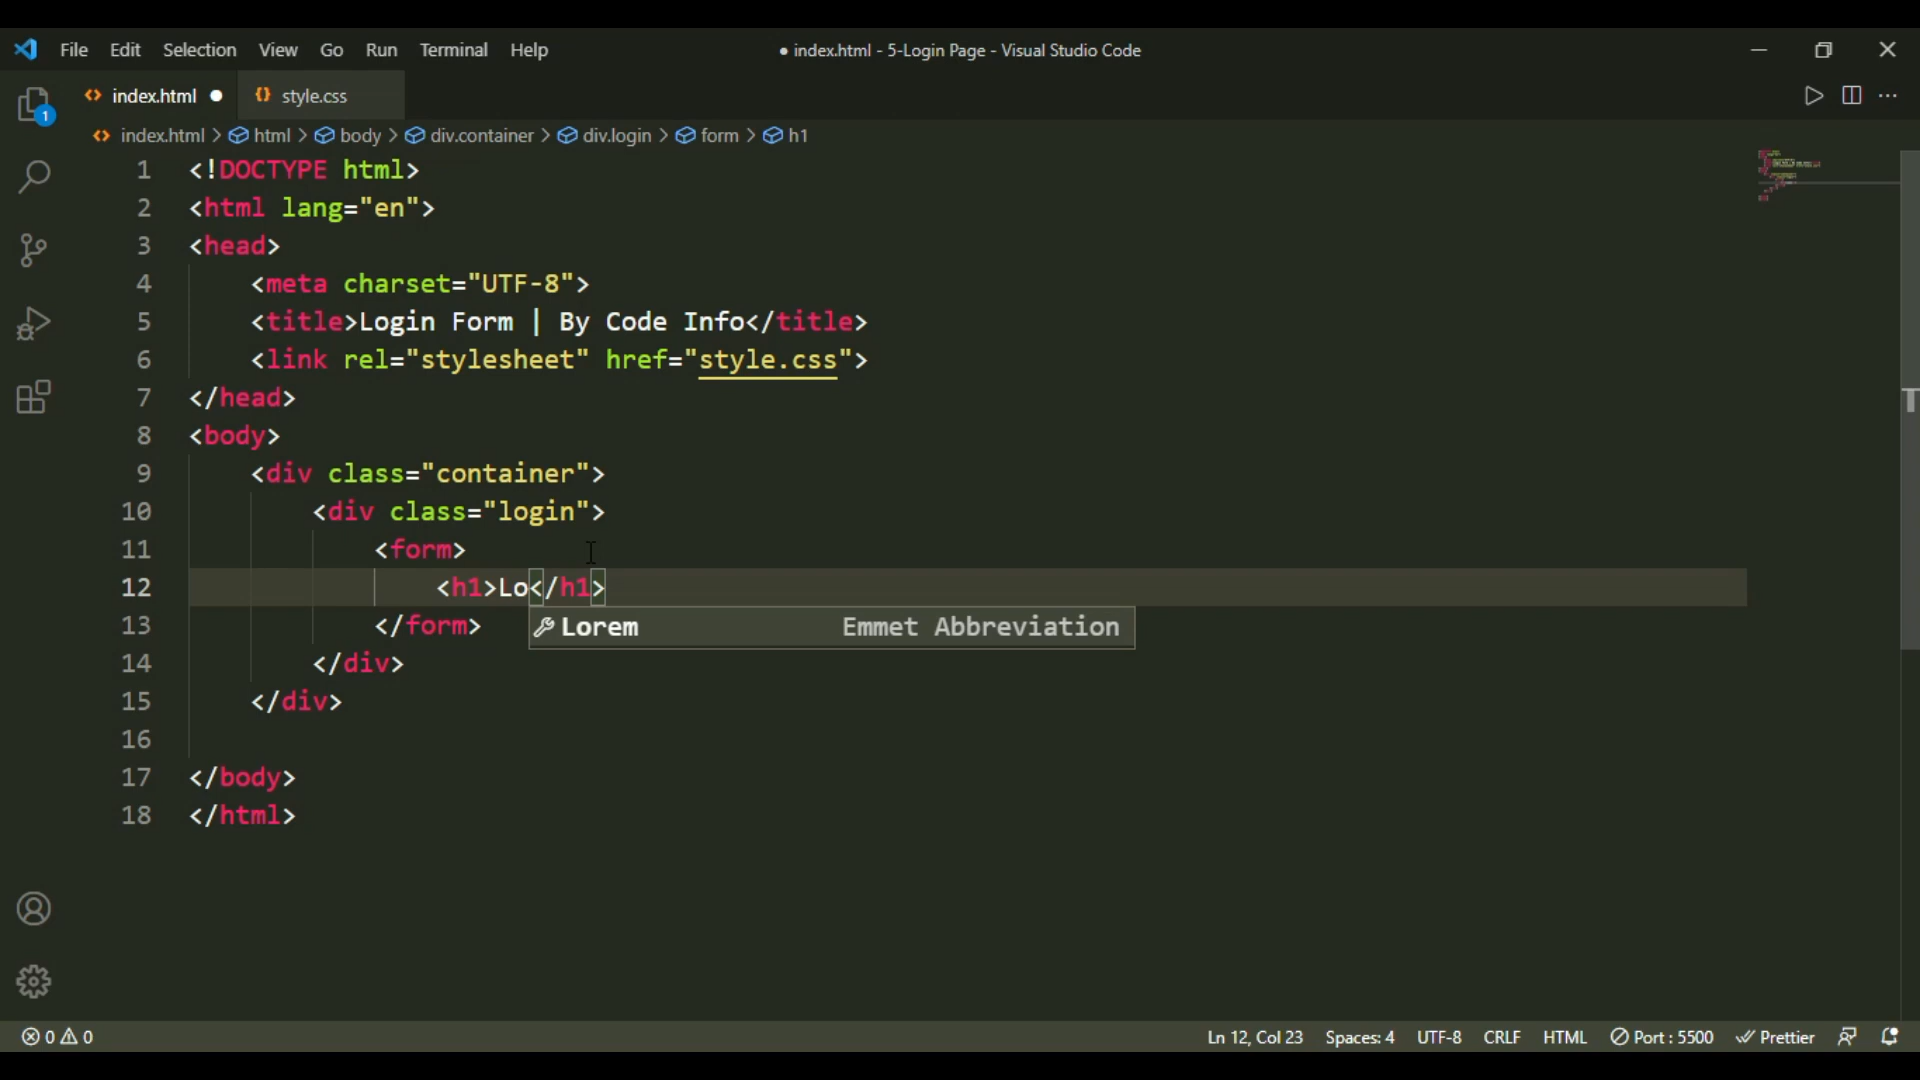 File Edit Selection View Go Run Terminal Help ● index.html - 5-Login Page - Visual Studio Code
index.html ● style.css
1
index.html > html > body > div.container > div.login > form > h1
1 <!DOCTYPE html>
2 <html lang="en">
3 <head>
4     <meta charset="UTF-8">
5     <title>Login Form | By Code Info</title>
6     <link rel="stylesheet" href="style.css">
7 </head>
8 <body>
9     <div class="container">
10         <div class="login">
11             <form>
12                 <h1>Lo</h1>
13             </form>
Lorem Emmet Abbreviation
14         </div>
15     </div>
16
17 </body>
18 </html>
0 0 Ln 12, Col 23 Spaces: 4 UTF-8 CRLF HTML Port : 5500 Prettier